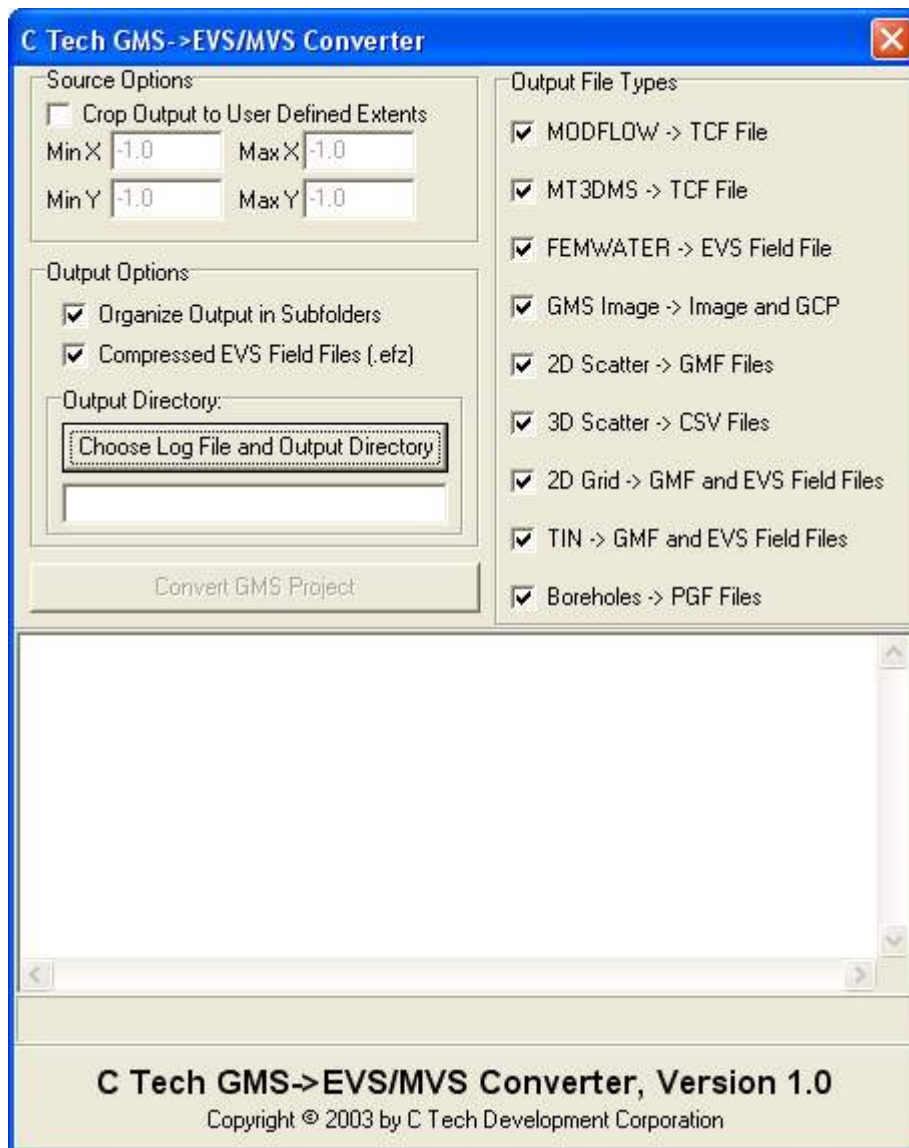 C Tech GMS->EVS/MVS Converter
Source Options
Crop Output to User Defined Extents
Min X -1.0 Max X -1.0
Min Y -1.0 Max Y -1.0
Output Options
Organize Output in Subfolders
Compressed EVS Field Files (.efz)
Output Directory:
Choose Log File and Output Directory
Convert GMS Project
Output File Types
MODFLOW -> TCF File
MT3DMS -> TCF File
FEMWATER -> EVS Field File
GMS Image -> Image and GCP
2D Scatter -> GMF Files
3D Scatter -> CSV Files
2D Grid -> GMF and EVS Field Files
TIN -> GMF and EVS Field Files
Boreholes -> PGF Files
C Tech GMS->EVS/MVS Converter, Version 1.0
Copyright © 2003 by C Tech Development Corporation